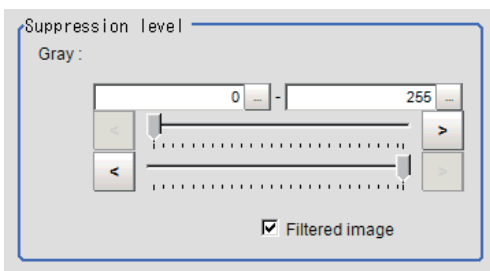 Suppression level
Gray :
0 ... - 255 ...
< >
< >
Filtered image